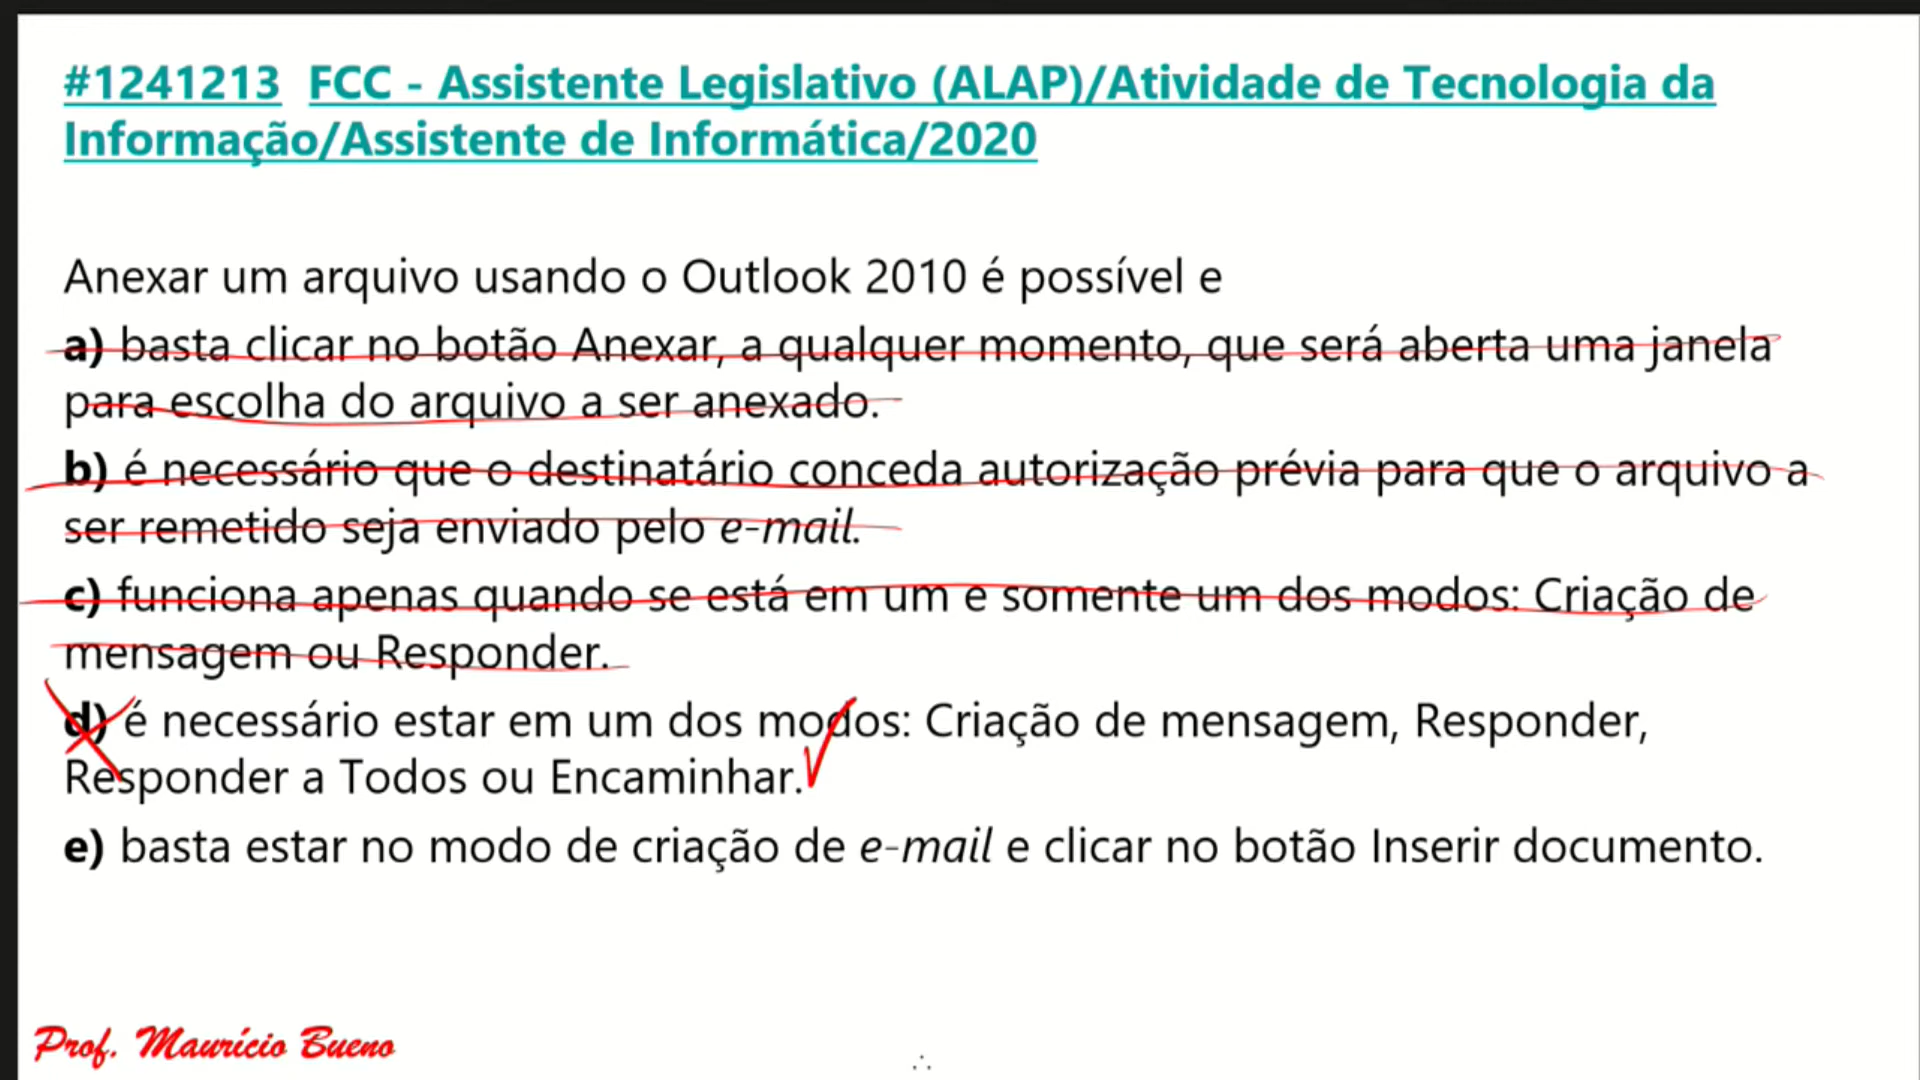 #1241213 FCC - Assistente Legislativo (ALAP)/Atividade de Tecnologia da
Informação/Assistente de Informática/2020
Anexar um arquivo usando o Outlook 2010 é possível e
a) basta clicar no botão Anexar, a qualquer momento, que será aberta uma janela
para escolha do arquivo a ser anexado.
b) é necessário que o destinatário conceda autorização prévia para que o arquivo a
ser remetido seja enviado pelo e-mail.
c) funciona apenas quando se está em um e somente um dos modos: Criação de
mensagem ou Responder.
d) é necessário estar em um dos modos: Criação de mensagem, Responder,
Responder a Todos ou Encaminhar.
e) basta estar no modo de criação de e-mail e clicar no botão Inserir documento.
Prof. Maurício Bueno